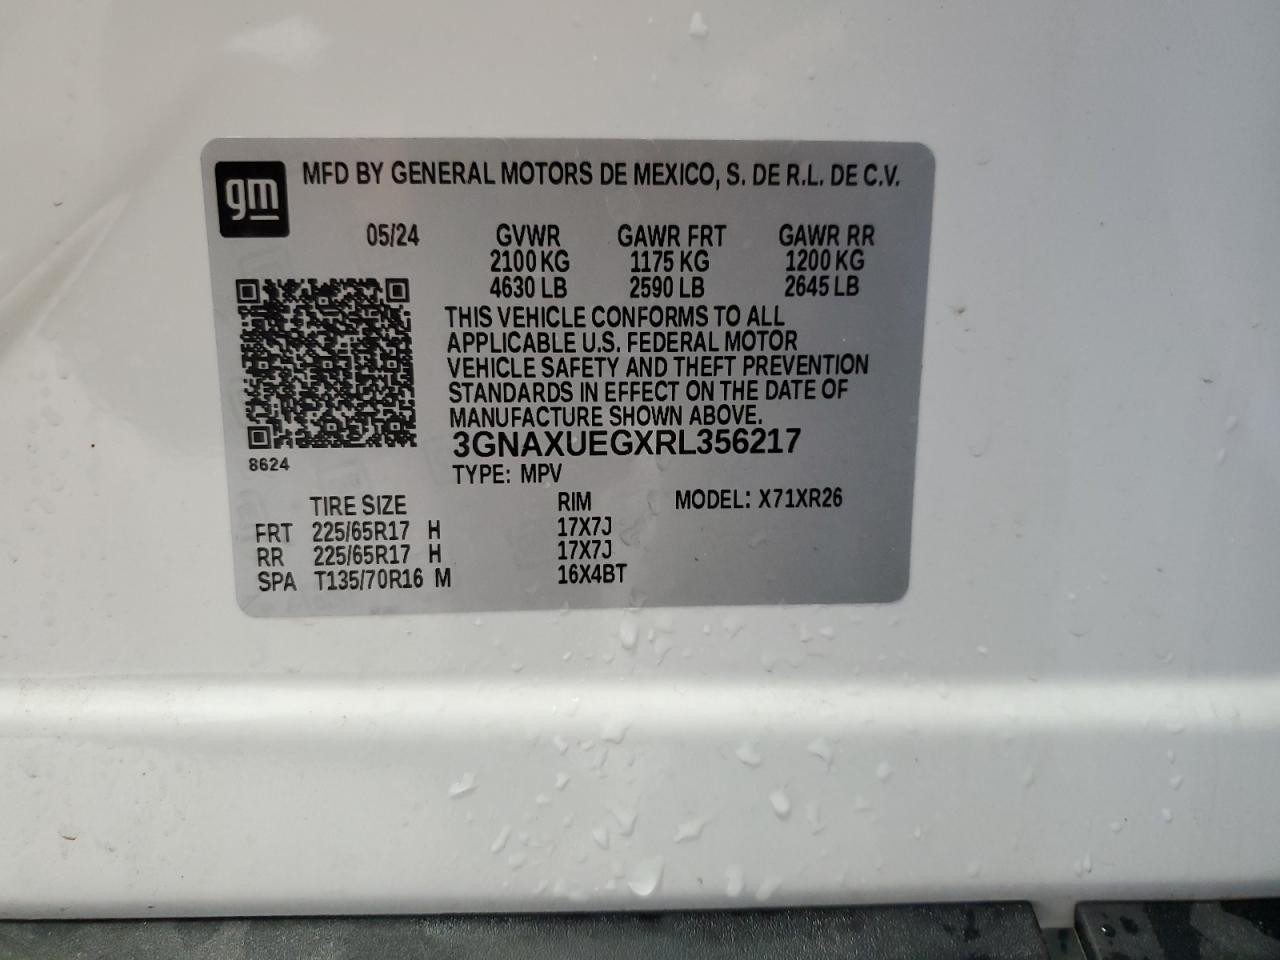 gm
MFD BY GENERAL MOTORS DE MEXICO, S. DE R.L. DE C.V.
05/24 GVWR GAWR FRT GAWR RR
2100 KG 1175 KG 1200 KG
4630 LB 2590 LB 2645 LB
THIS VEHICLE CONFORMS TO ALL
APPLICABLE U.S. FEDERAL MOTOR
VEHICLE SAFETY AND THEFT PREVENTION
STANDARDS IN EFFECT ON THE DATE OF
MANUFACTURE SHOWN ABOVE.
3GNAXUEGXRL356217
8624
TYPE: MPV
TIRE SIZE RIM MODEL: X71XR26
FRT 225/65R17 H 17X7J
RR 225/65R17 H 17X7J
SPA T135/70R16 M 16X4BT